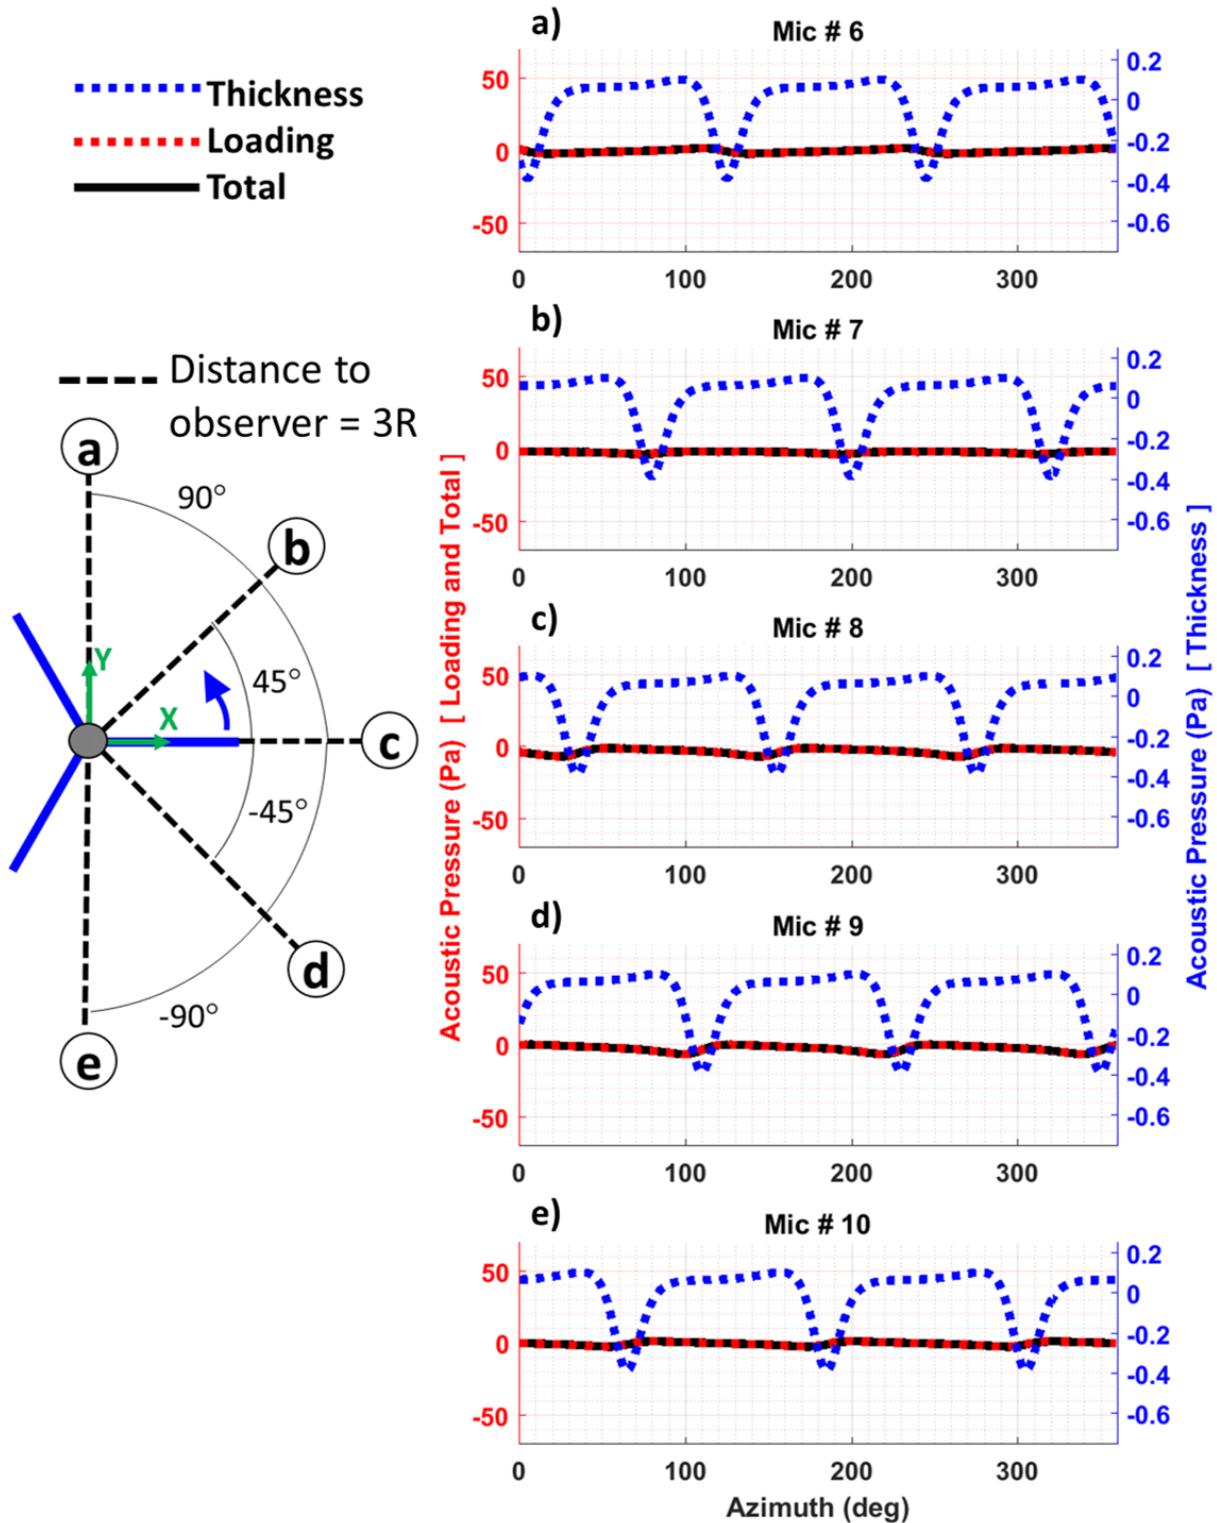 Thickness
Loading
Total
Distance to
observer = 3R
a
90°
b
Y
45°
X
c
-45°
d
-90°
e
Acoustic Pressure (Pa) [ Loading and Total ]
Acoustic Pressure (Pa) [ Thickness ]
a)
Mic # 6
50
0
-50
0.2
0
-0.2
-0.4
-0.6
0 100 200 300
b)
Mic # 7
50
0
-50
0.2
0
-0.2
-0.4
-0.6
0 100 200 300
c)
Mic # 8
50
0
-50
0.2
0
-0.2
-0.4
-0.6
0 100 200 300
d)
Mic # 9
50
0
-50
0.2
0
-0.2
-0.4
-0.6
0 100 200 300
e)
Mic # 10
50
0
-50
0.2
0
-0.2
-0.4
-0.6
0 100 200 300
Azimuth (deg)